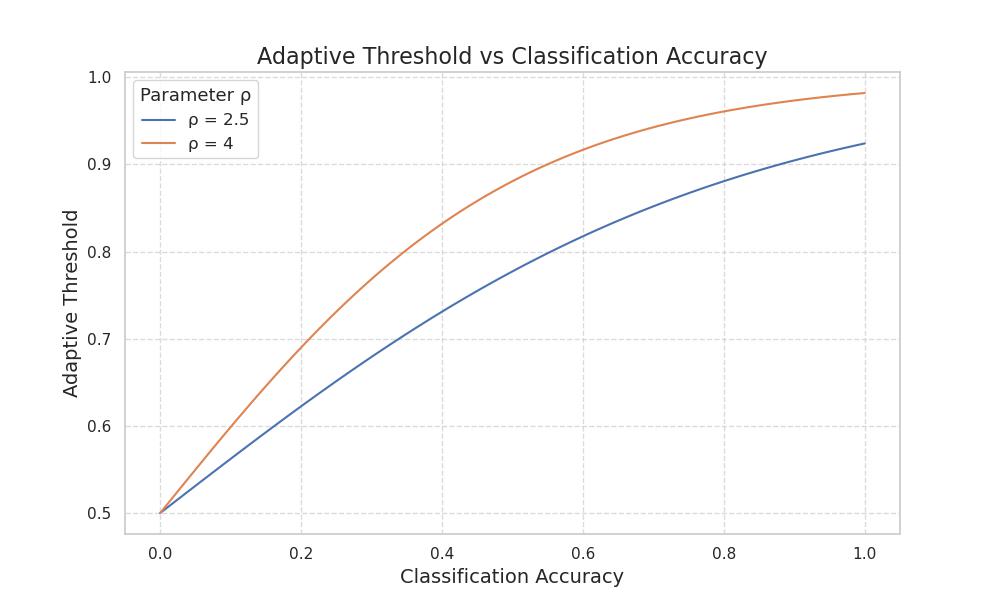 Adaptive Threshold vs Classification Accuracy
Parameter ρ
ρ = 2.5
ρ = 4
Adaptive Threshold
1.0
0.9
0.8
0.7
0.6
0.5
0.0 0.2 0.4 0.6 0.8 1.0
Classification Accuracy